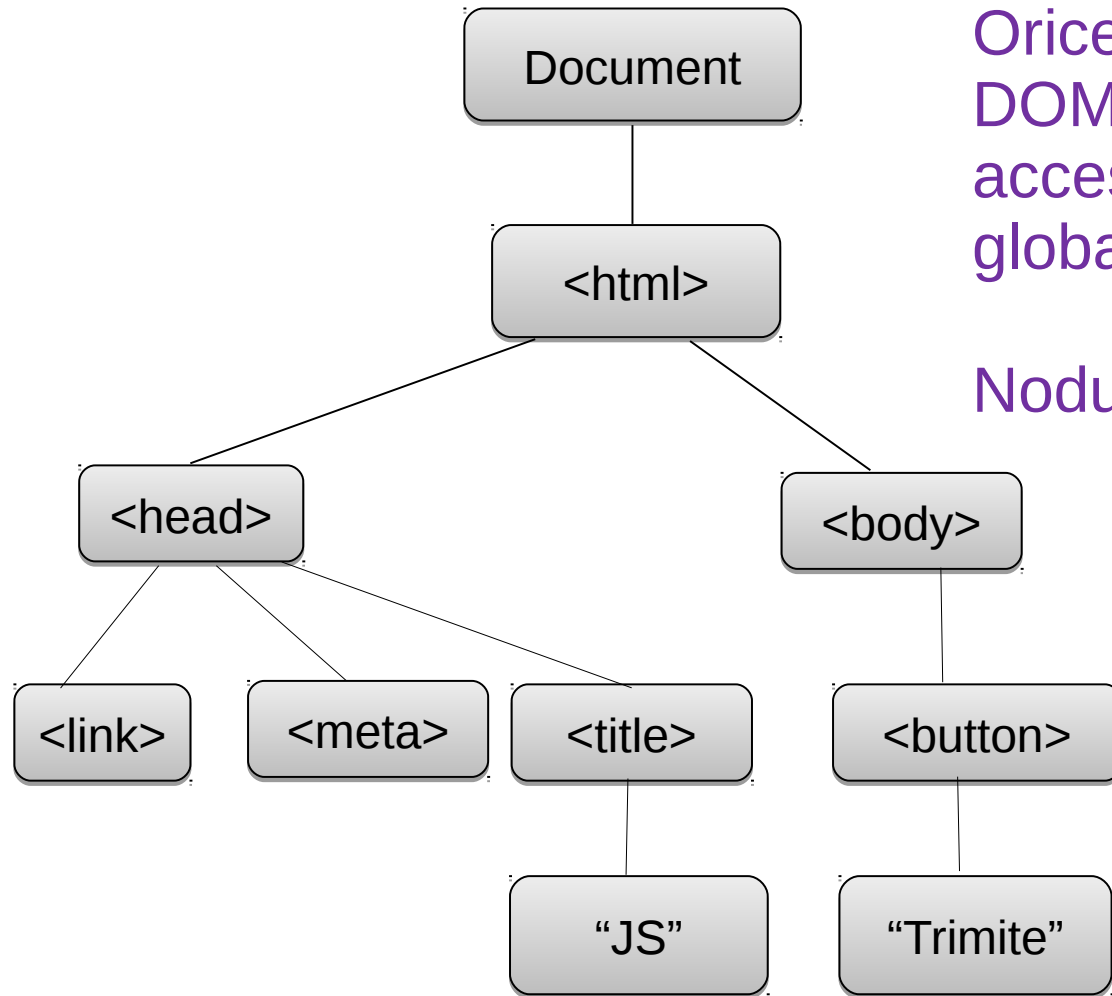 Document
<html>
<head>
<body>
<link>
<meta>
<title>
<button>
“JS”
“Trimite”
Orice
DOM
acces
globa
Nodu